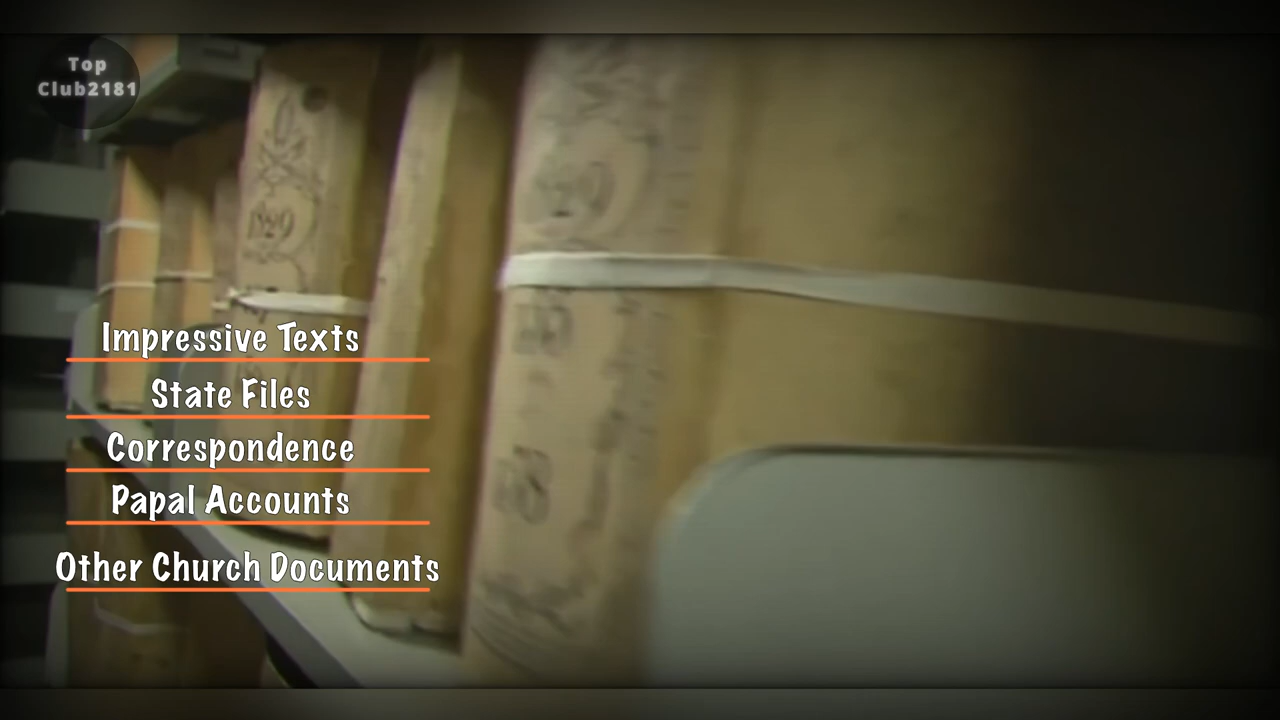 Top
Club2181
Impressive Texts
State Files
Correspondence
Papal Accounts
Other Church Documents